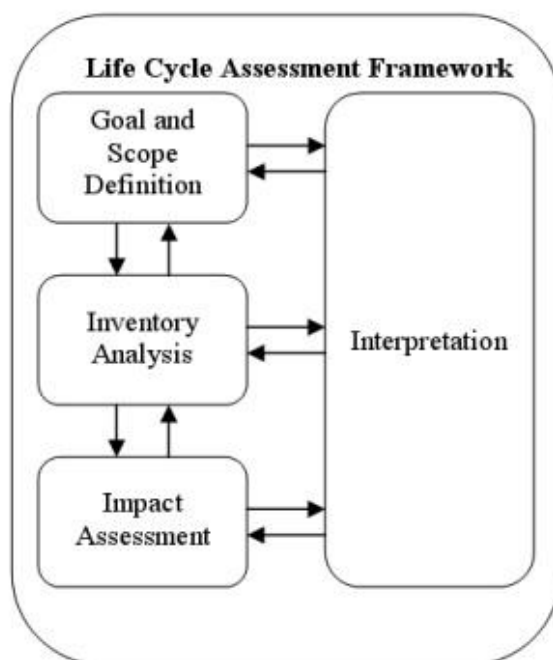 Life Cycle Assessment Framework
Goal and
Scope
Definition
Inventory
Analysis
Impact
Assessment
Interpretation